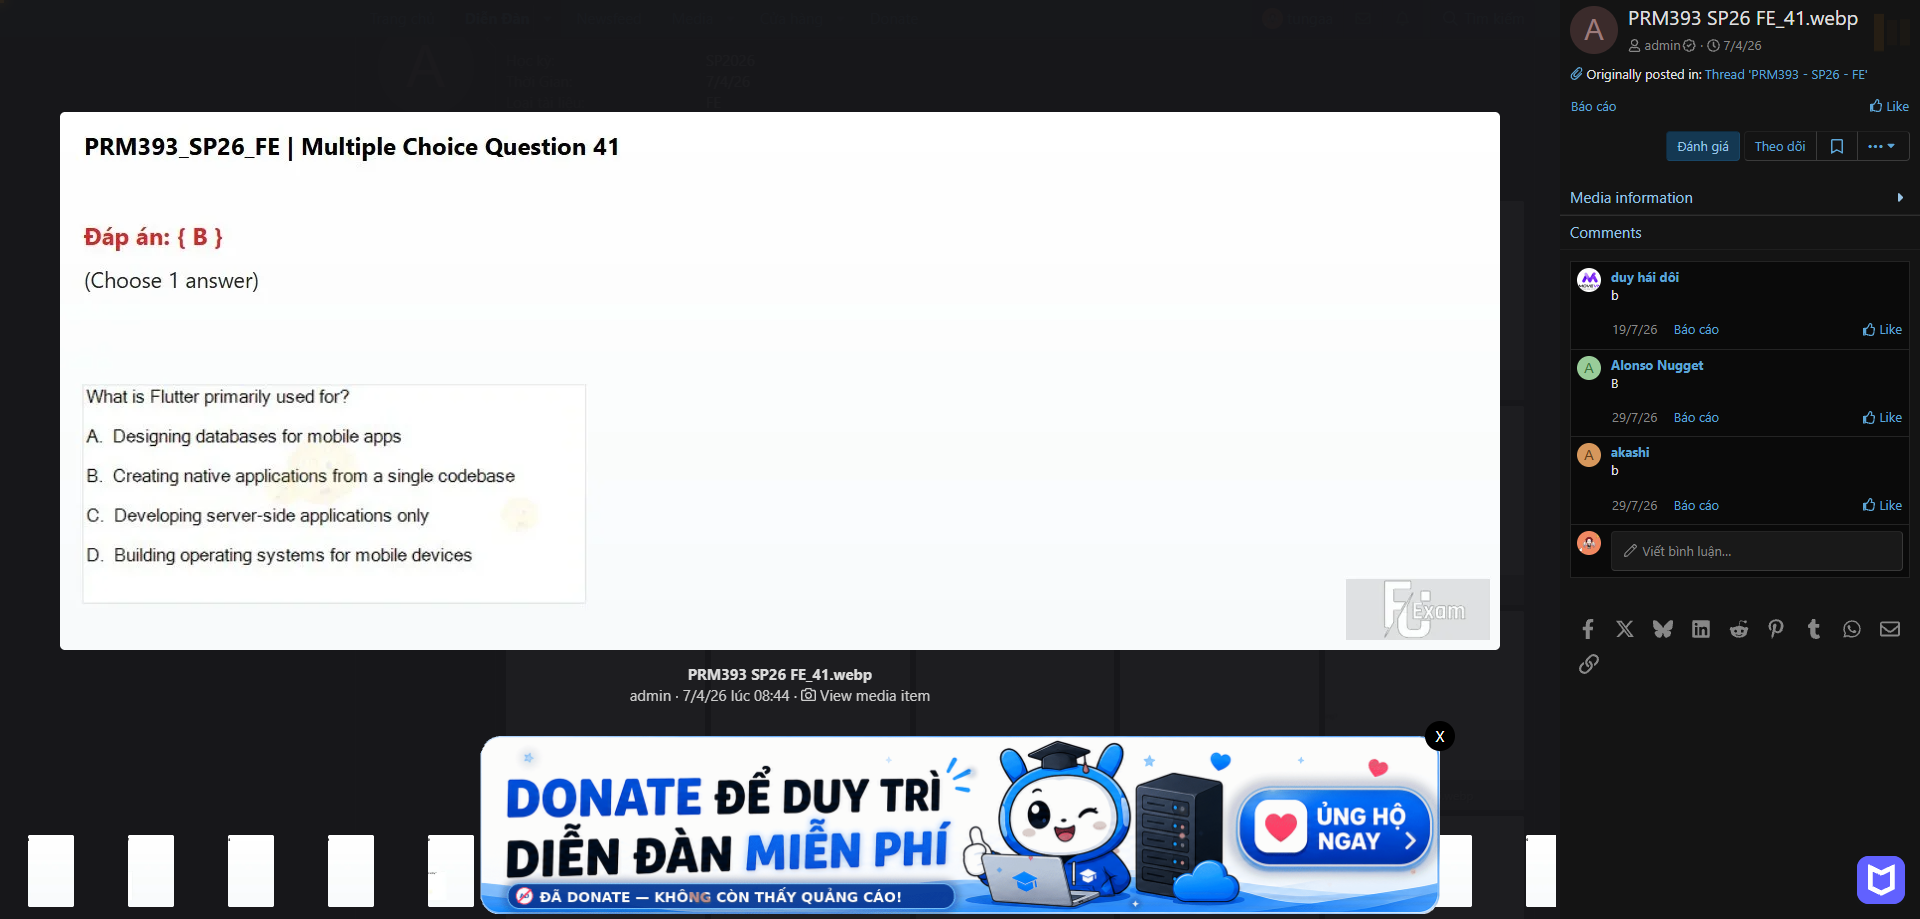 PRM393_SP26_FE | Multiple Choice Question 41
Đáp án: { B }
(Choose 1 answer)
What is Flutter primarily used for?
A. Designing databases for mobile apps
B. Creating native applications from a single codebase
C. Developing server-side applications only
D. Building operating systems for mobile devices
FU Exam
PRM393 SP26 FE_41.webp
admin · 7/4/26 lúc 08:44 · View media item
DONATE ĐỂ DUY TRÌ
DIỄN ĐÀN MIỄN PHÍ
ĐÃ DONATE — KHÔNG CÒN THẤY QUẢNG CÁO!
ỦNG HỘ
NGAY
X
A
PRM393 SP26 FE_41.webp
admin · 7/4/26
Originally posted in: Thread 'PRM393 - SP26 - FE'
Báo cáo
Like
Đánh giá
Theo dõi
Media information
Comments
duy hái dôi
b
19/7/26 Báo cáo Like
A
Alonso Nugget
B
29/7/26 Báo cáo Like
A
akashi
b
29/7/26 Báo cáo Like
Viết bình luận...